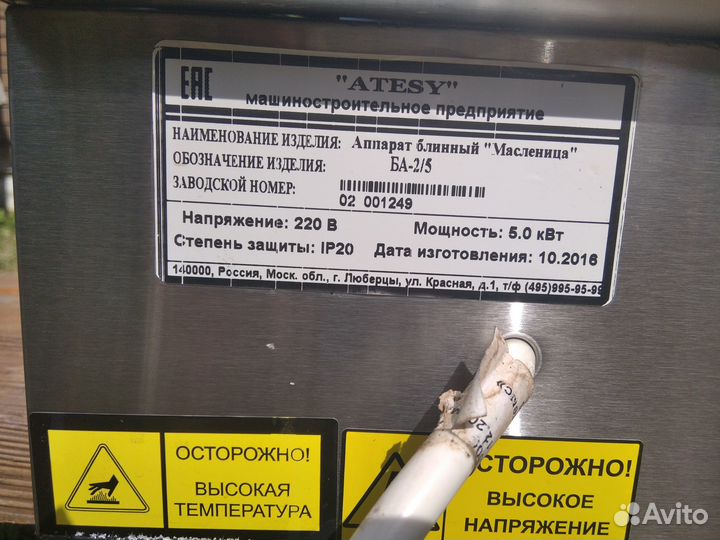 EAC "ATESY"
машиностроительное предприятие
НАИМЕНОВАНИЕ ИЗДЕЛИЯ: Аппарат блинный "Масленица"
ОБОЗНАЧЕНИЕ ИЗДЕЛИЯ: БА-2/5
ЗАВОДСКОЙ НОМЕР:
02 001249
Напряжение: 220 В Мощность: 5.0 кВт
Степень защиты: IP20 Дата изготовления: 10.2016
140000, Россия, Моск. обл., г. Люберцы, ул. Красная, д.1, т/ф (495)995-95-99
ОСТОРОЖНО!
ВЫСОКАЯ
ТЕМПЕРАТУРА
ОСТОРОЖНО!
ВЫСОКОЕ
НАПРЯЖЕНИЕ
Avito